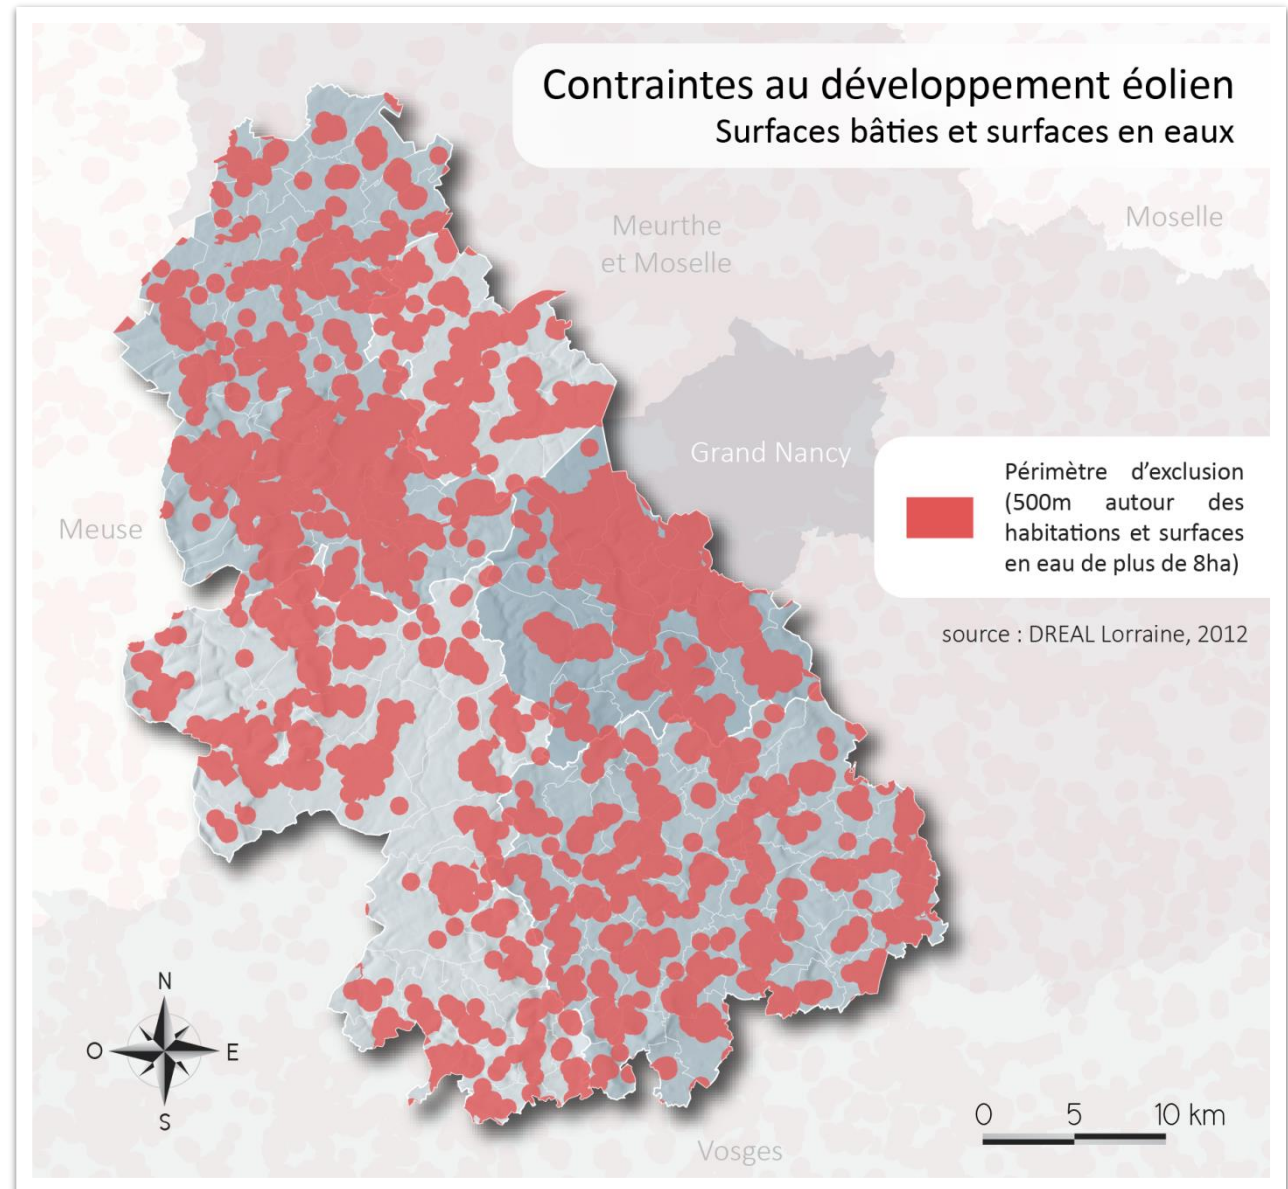 Contraintes au développement éolien
Surfaces bâties et surfaces en eaux
Moselle
Meurthe
et Moselle
Grand Nancy
Meuse
Périmètre d'exclusion
(500m autour des
habitations et surfaces
en eau de plus de 8ha)
source : DREAL Lorraine, 2012
N
O
E
S
0 5 10 km
Vosges